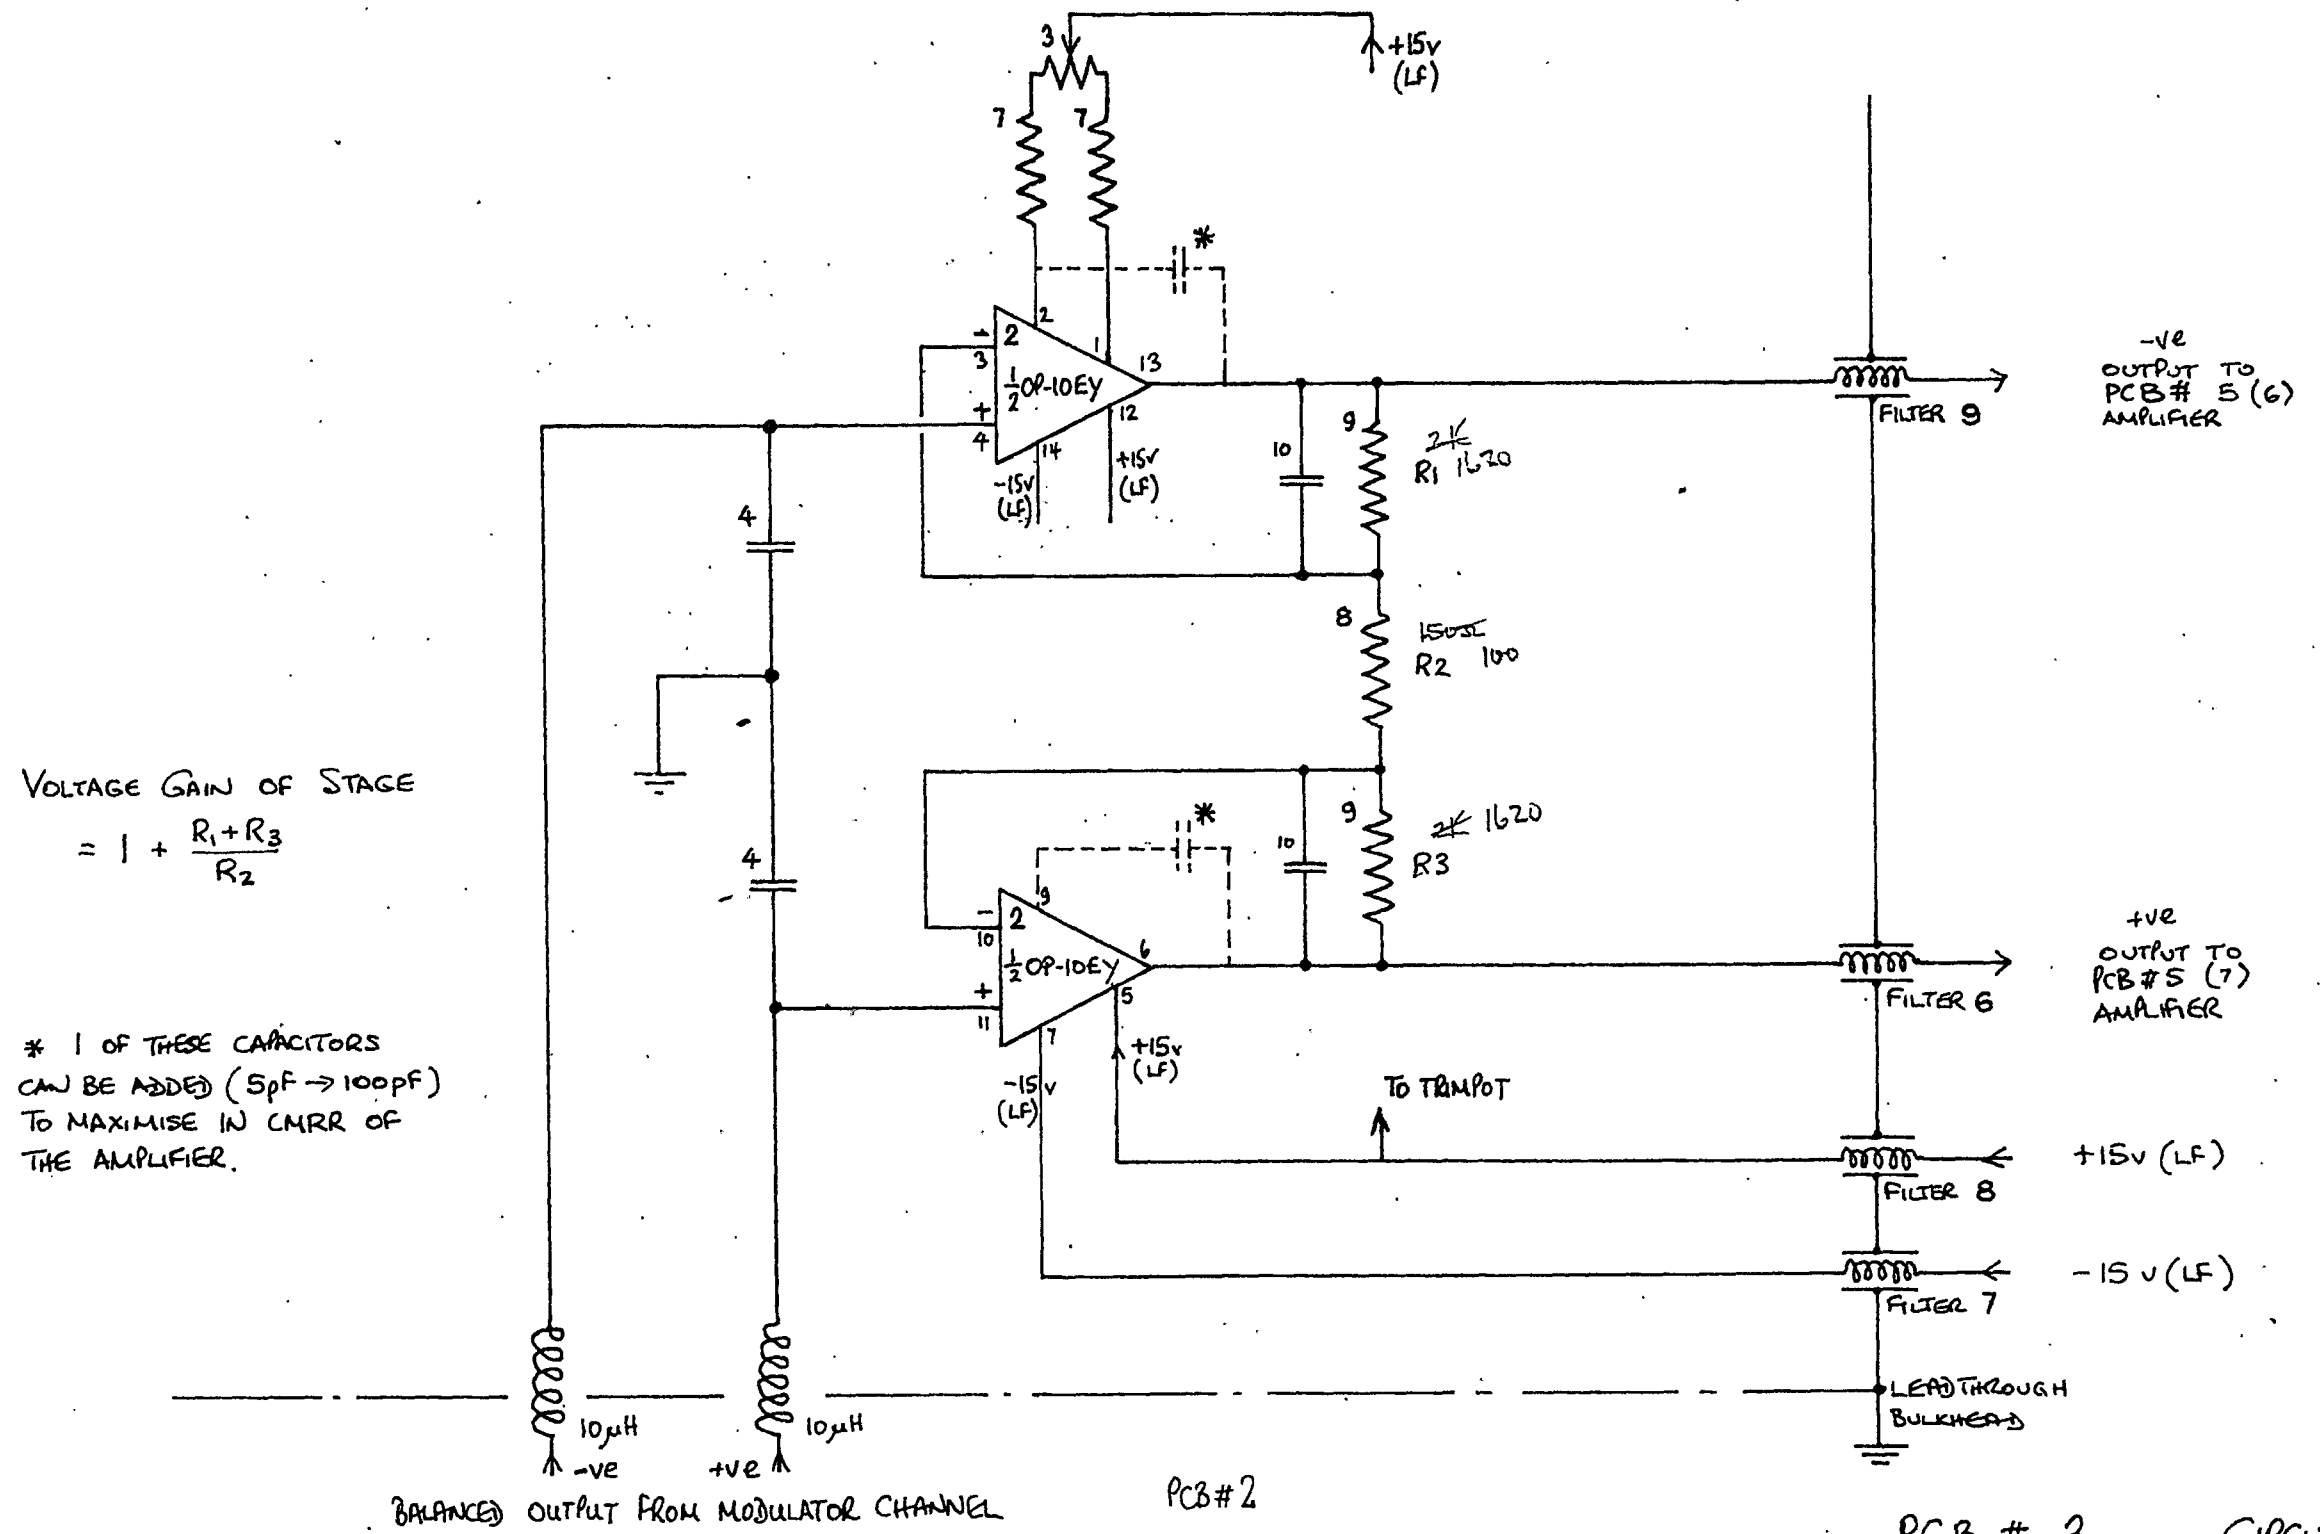 3
+15v
(LF)
7
7
*
2
1
13
-
2
3
1/2 OP-10EY
+
4
12
14
-15v
(LF)
+15v
(LF)
10
9
2K
R1 1620
-ve
OUTPUT TO
PCB# 5 (6)
AMPLIFIER
FILTER 9
4
8
150Ω
R2 100
VOLTAGE GAIN OF STAGE
= 1 + R1+R3
R2
4
*
10
9
2K 1620
R3
9
-
2
10
1/2 OP-10EY
6
+
11
5
7
+15v
(LF)
-15v
(LF)
+ve
OUTPUT TO
PCB#5 (7)
AMPLIFIER
FILTER 6
* 1 OF THESE CAPACITORS
CAN BE ADDED (5pF → 100pF)
TO MAXIMISE IN CMRR OF
THE AMPLIFIER.
TO TRIMPOT
+15v (LF)
FILTER 8
-15 v (LF)
FILTER 7
LEADTHROUGH
BULKHEAD
10μH
10μH
-ve
+ve
BALANCED OUTPUT FROM MODULATOR CHANNEL
PCB#2
PCB #